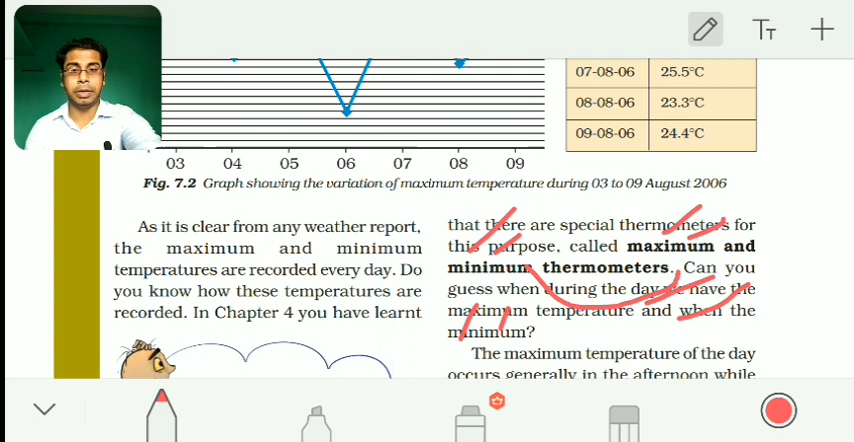 07-08-06 25.5°C
08-08-06 23.3°C
09-08-06 24.4°C
03 04 05 06 07 08 09
Fig. 7.2 Graph showing the variation of maximum temperature during 03 to 09 August 2006
As it is clear from any weather report,
the maximum and minimum
temperatures are recorded every day. Do
you know how these temperatures are
recorded. In Chapter 4 you have learnt
that there are special thermometers for
this purpose, called maximum and
minimum thermometers. Can you
guess when during the day we have the
maximum temperature and when the
minimum?
The maximum temperature of the day
occurs generally in the afternoon while
TT